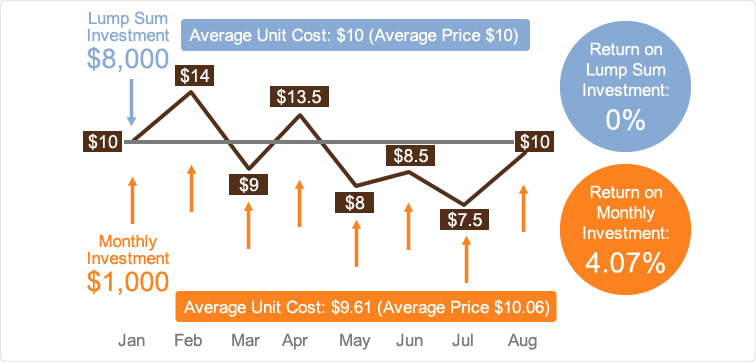 Lump Sum
Investment
$8,000
Average Unit Cost: $10 (Average Price $10)
Return on
Lump Sum
Investment:
0%
$10
$14
$9
$13.5
$8
$8.5
$7.5
$10
Monthly
Investment
$1,000
Return on
Monthly
Investment:
4.07%
Average Unit Cost: $9.61 (Average Price $10.06)
Jan Feb Mar Apr May Jun Jul Aug